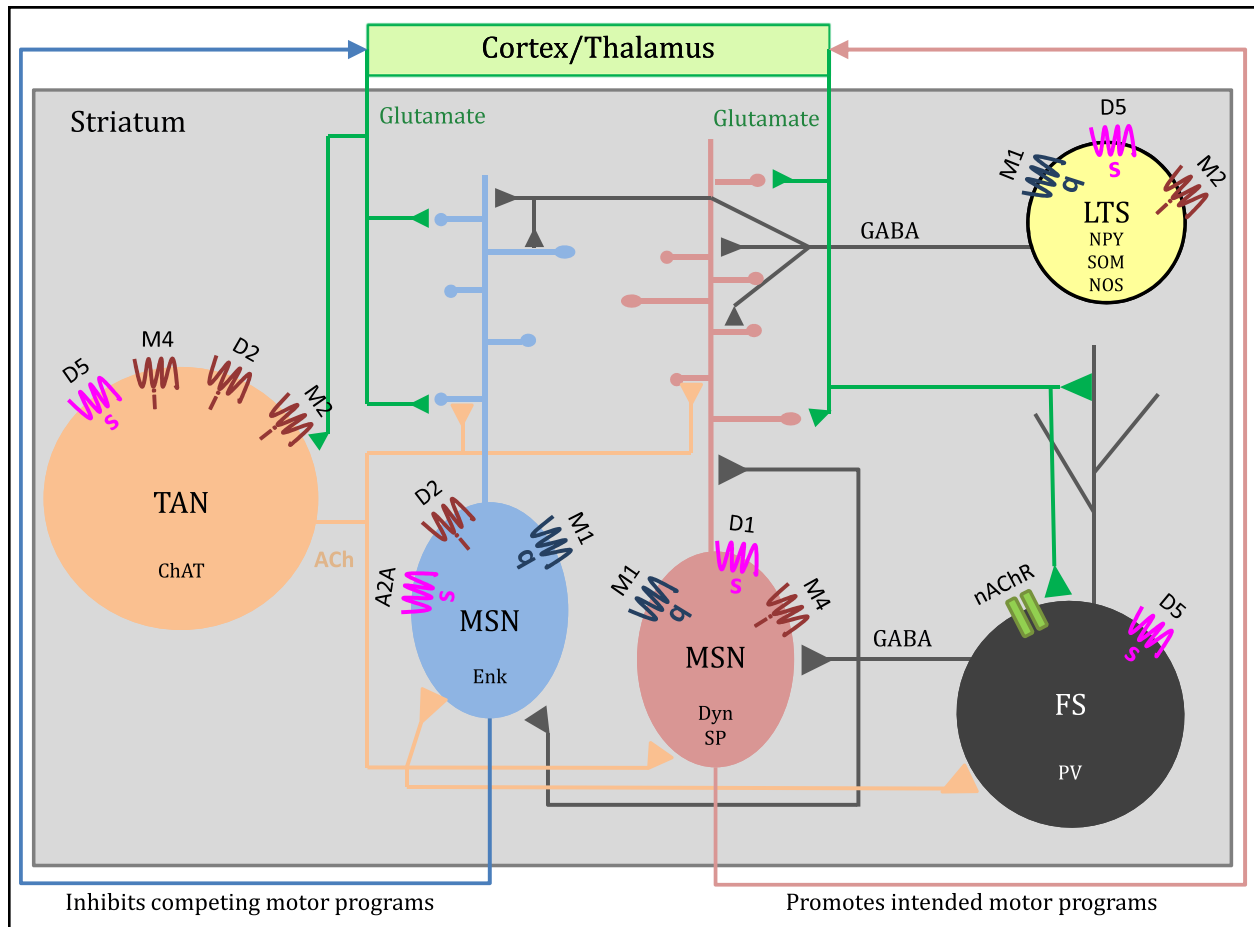 Cortex/Thalamus
Striatum
Glutamate
Glutamate
D5
M1
s
q
M2
i
LTS
NPY
SOM
NOS
GABA
D5
s
M4
i
D2
i
M2
i
TAN
ChAT
ACh
D2
i
M1
q
A2A
s
MSN
Enk
M1
q
D1
s
M4
i
MSN
Dyn
SP
GABA
nAChR
D5
s
FS
PV
Inhibits competing motor programs
Promotes intended motor programs